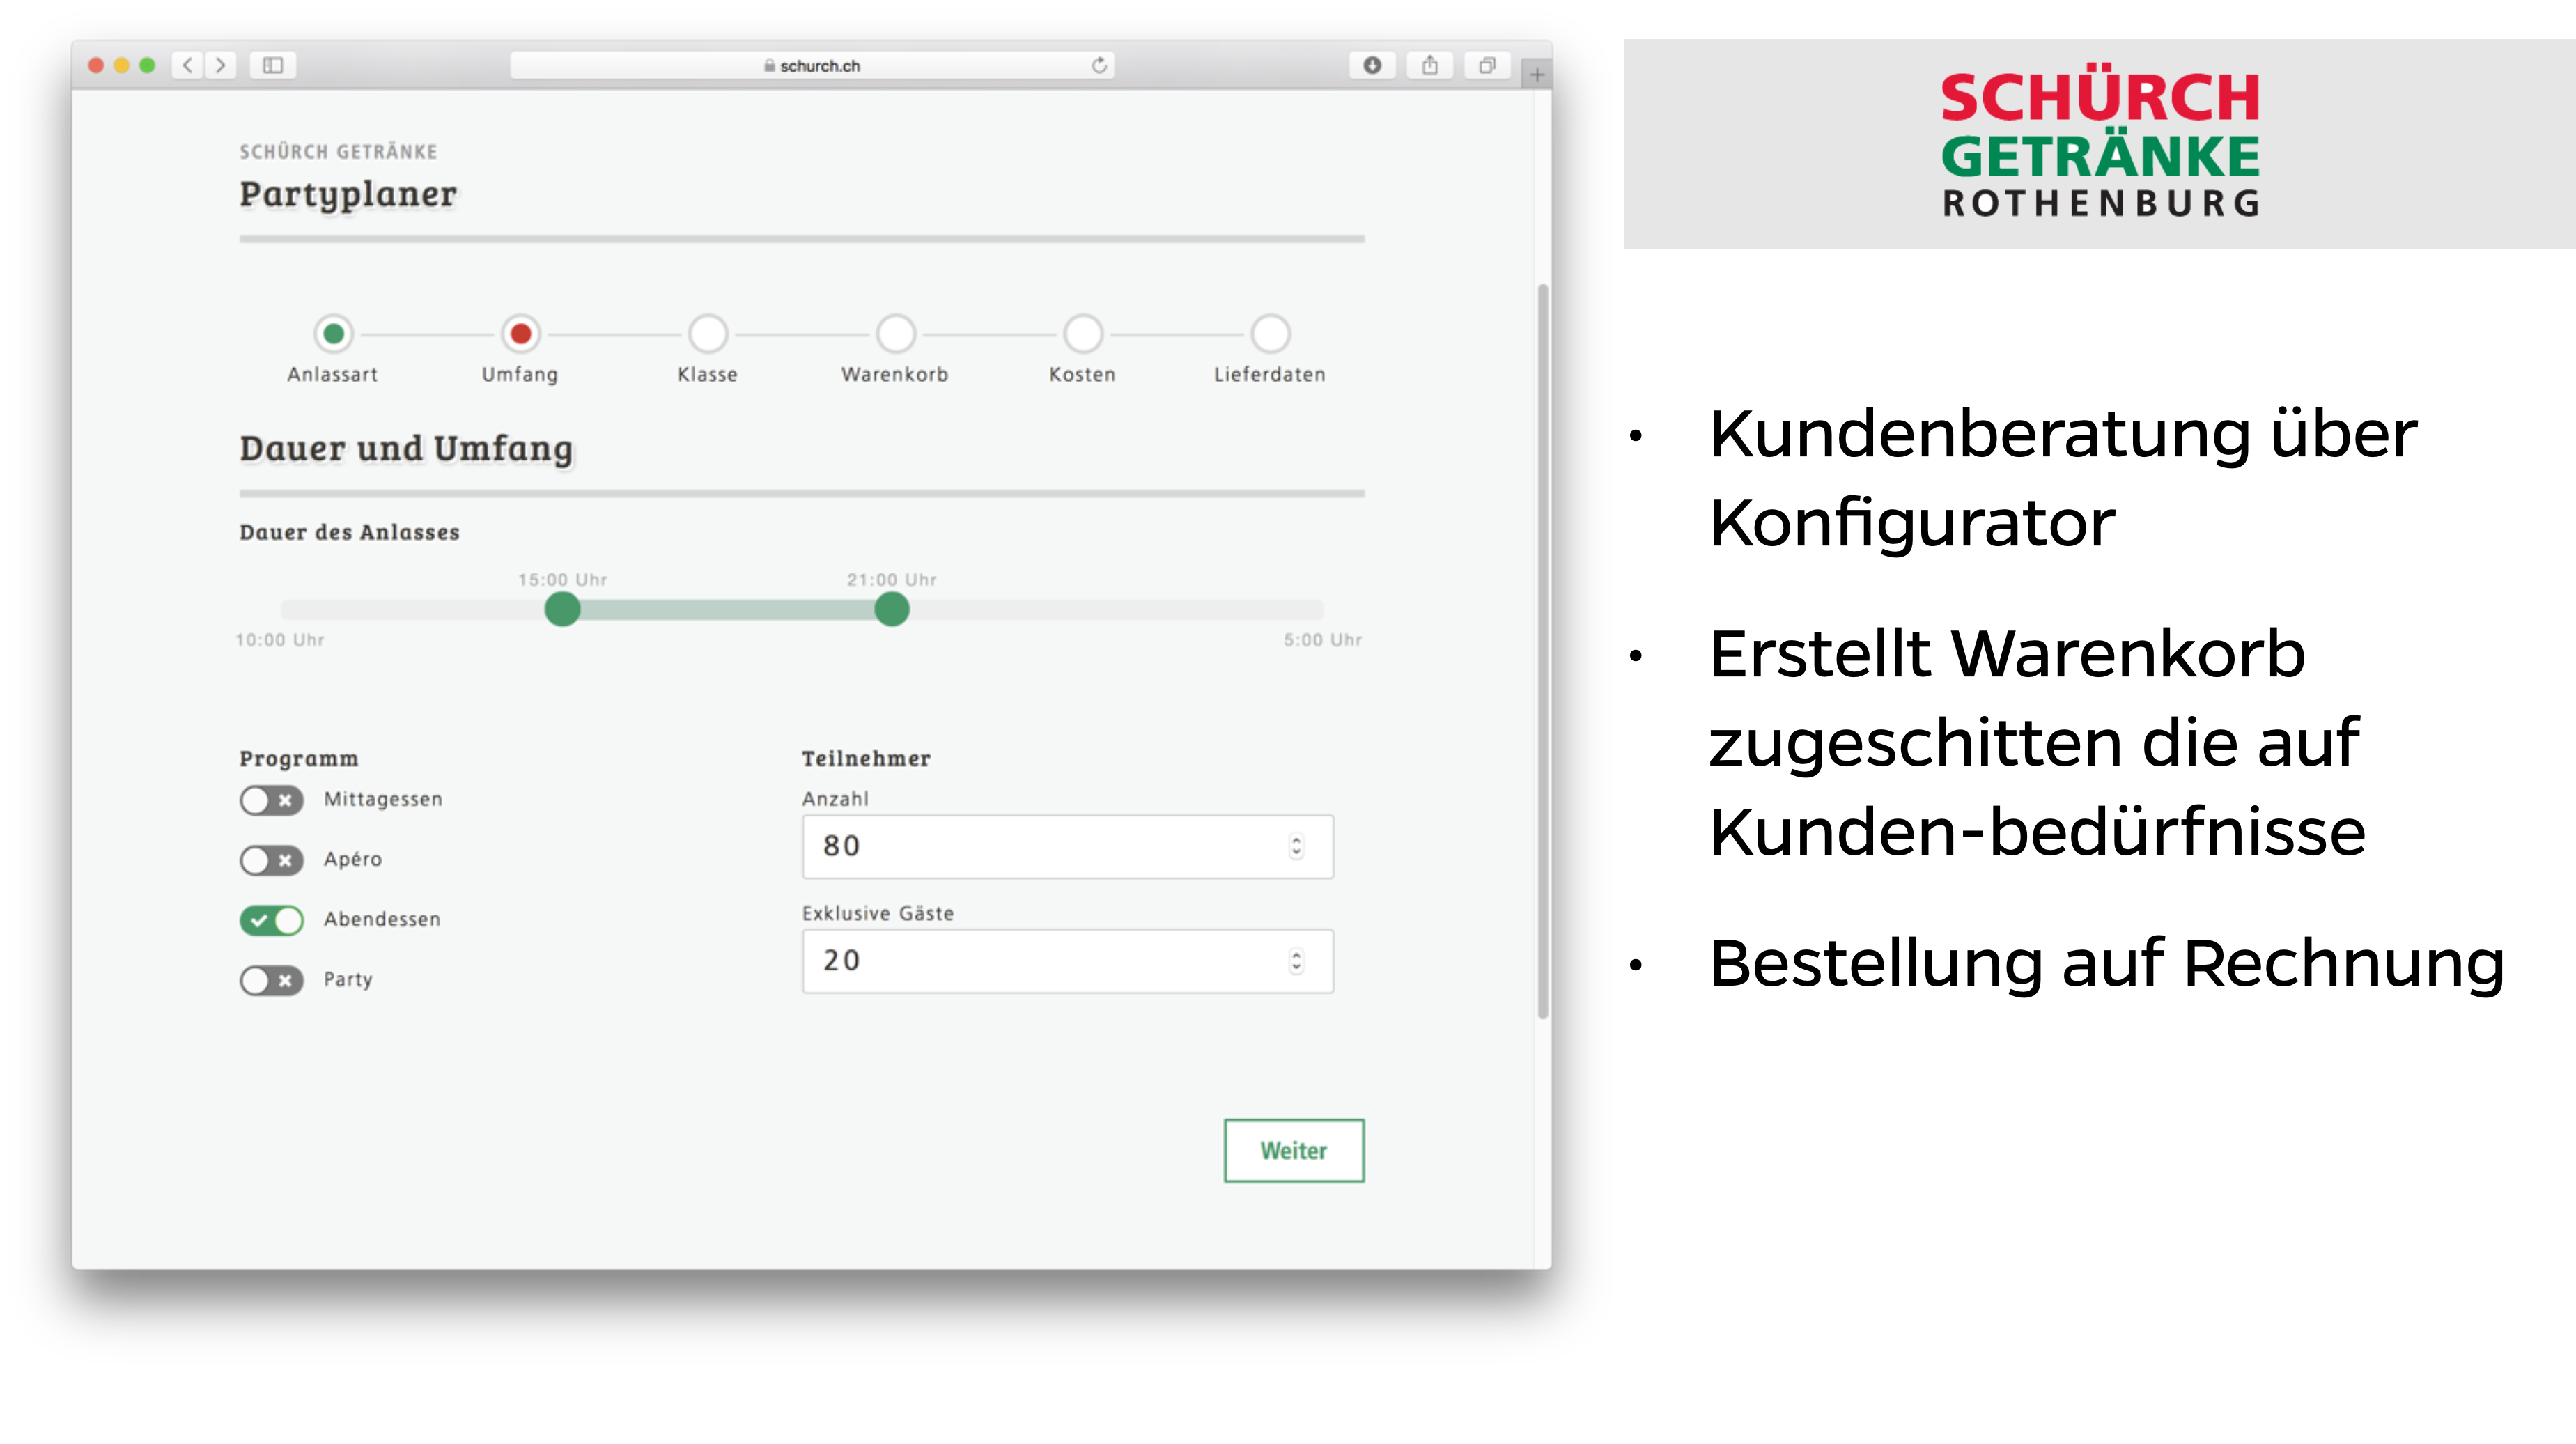 schurch.ch
SCHÜRCH GETRÄNKE
Partyplaner
Anlassart
Umfang
Klasse
Warenkorb
Kosten
Lieferdaten
Dauer und Umfang
Dauer des Anlasses
15:00 Uhr
21:00 Uhr
10:00 Uhr
5:00 Uhr
Programm
Mittagessen
Apéro
Abendessen
Party
Teilnehmer
Anzahl
80
Exklusive Gäste
20
Weiter
SCHÜRCH
GETRÄNKE
ROTHENBURG
• Kundenberatung über
Konfigurator
• Erstellt Warenkorb
zugeschitten die auf
Kunden-bedürfnisse
• Bestellung auf Rechnung